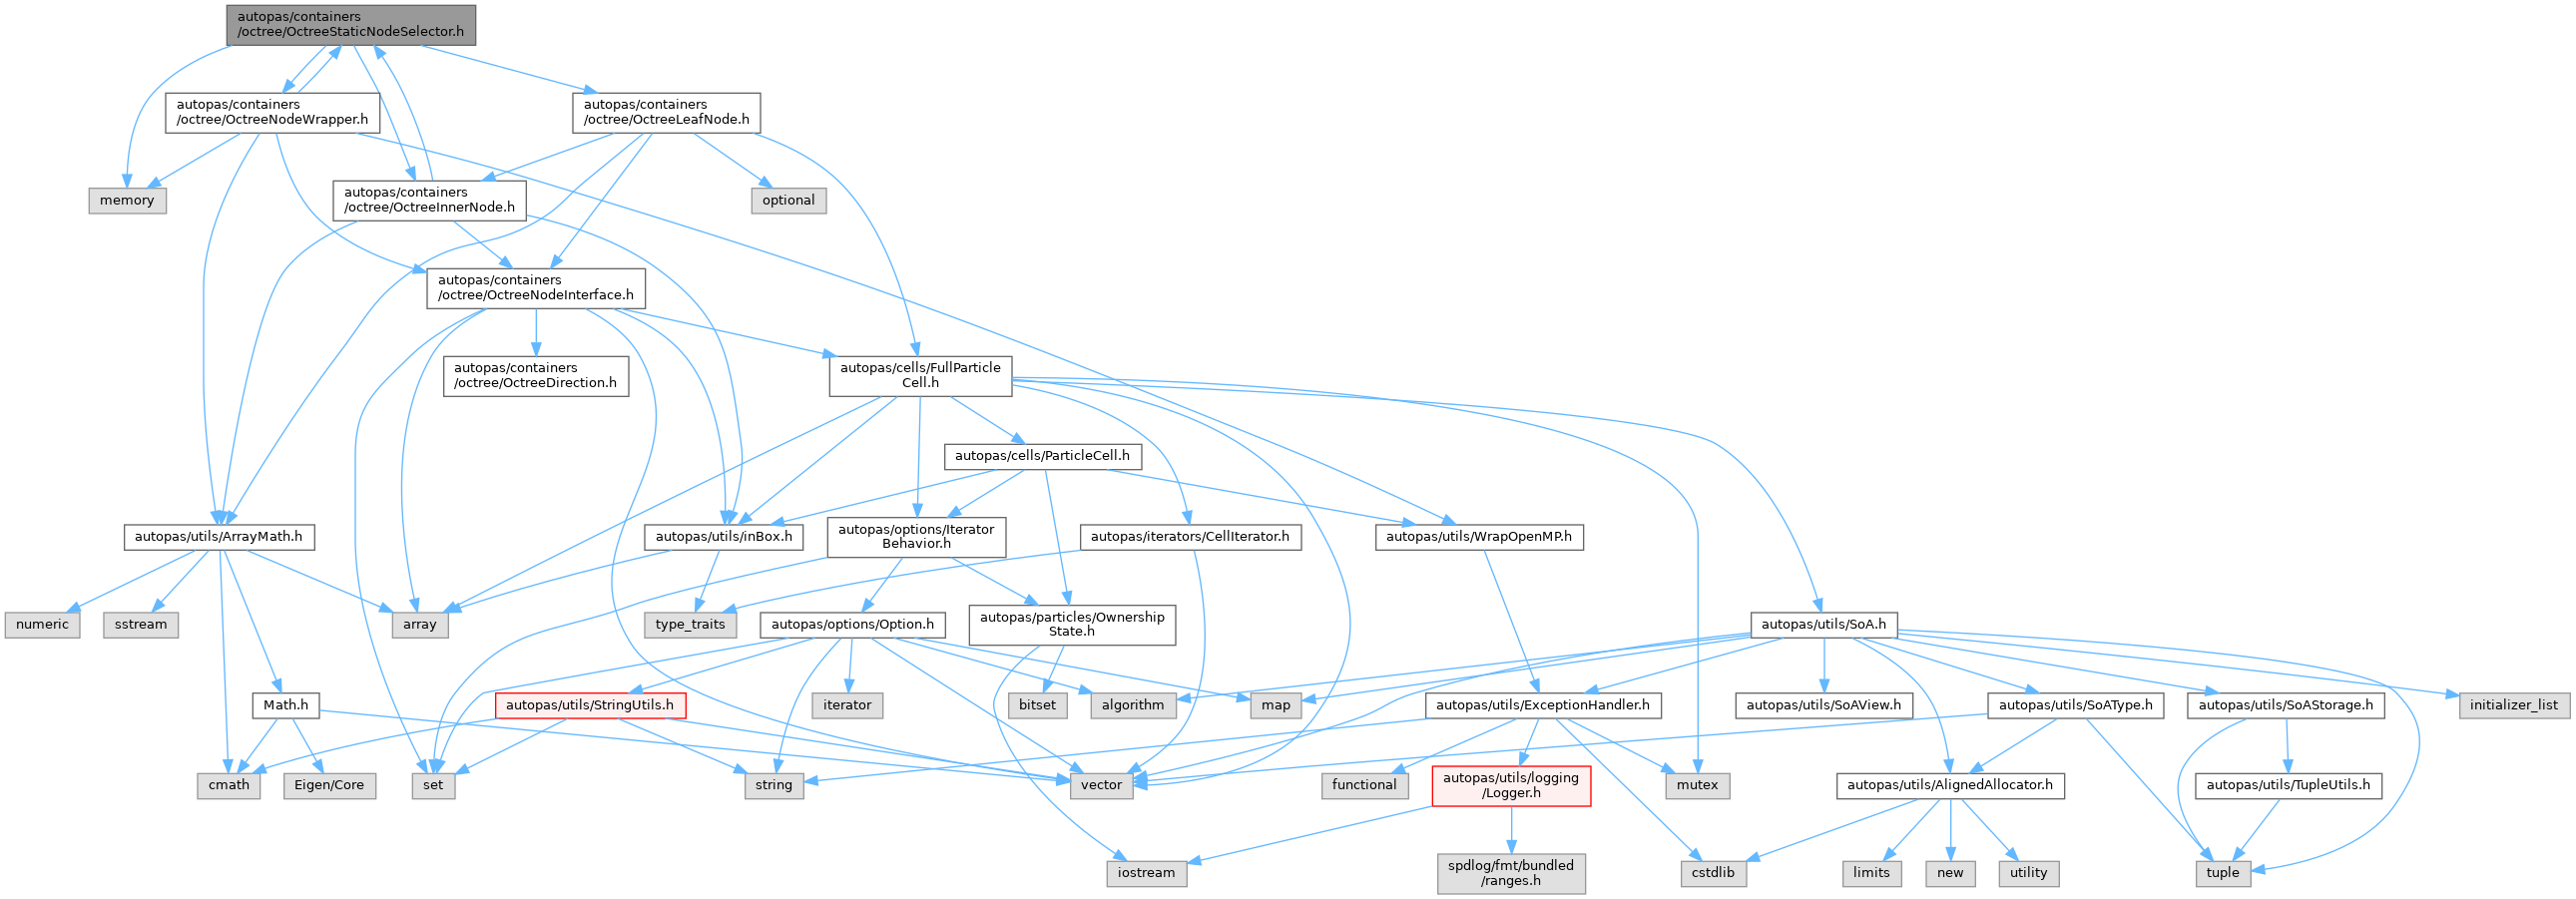 autopas/containers
/octree/OctreeStaticNodeSelector.h
autopas/containers
/octree/OctreeNodeWrapper.h
autopas/containers
/octree/OctreeLeafNode.h
memory
autopas/containers
/octree/OctreeInnerNode.h
optional
autopas/containers
/octree/OctreeNodeInterface.h
autopas/containers
/octree/OctreeDirection.h
autopas/cells/FullParticle
Cell.h
autopas/cells/ParticleCell.h
autopas/utils/ArrayMath.h
autopas/utils/inBox.h
autopas/options/Iterator
Behavior.h
autopas/iterators/CellIterator.h
autopas/utils/WrapOpenMP.h
numeric
sstream
array
type_traits
autopas/options/Option.h
autopas/particles/Ownership
State.h
autopas/utils/SoA.h
Math.h
autopas/utils/StringUtils.h
iterator
bitset
algorithm
map
autopas/utils/ExceptionHandler.h
autopas/utils/SoAView.h
autopas/utils/SoAType.h
autopas/utils/SoAStorage.h
initializer_list
cmath
Eigen/Core
set
string
vector
functional
autopas/utils/logging
/Logger.h
mutex
autopas/utils/AlignedAllocator.h
autopas/utils/TupleUtils.h
iostream
spdlog/fmt/bundled
/ranges.h
cstdlib
limits
new
utility
tuple